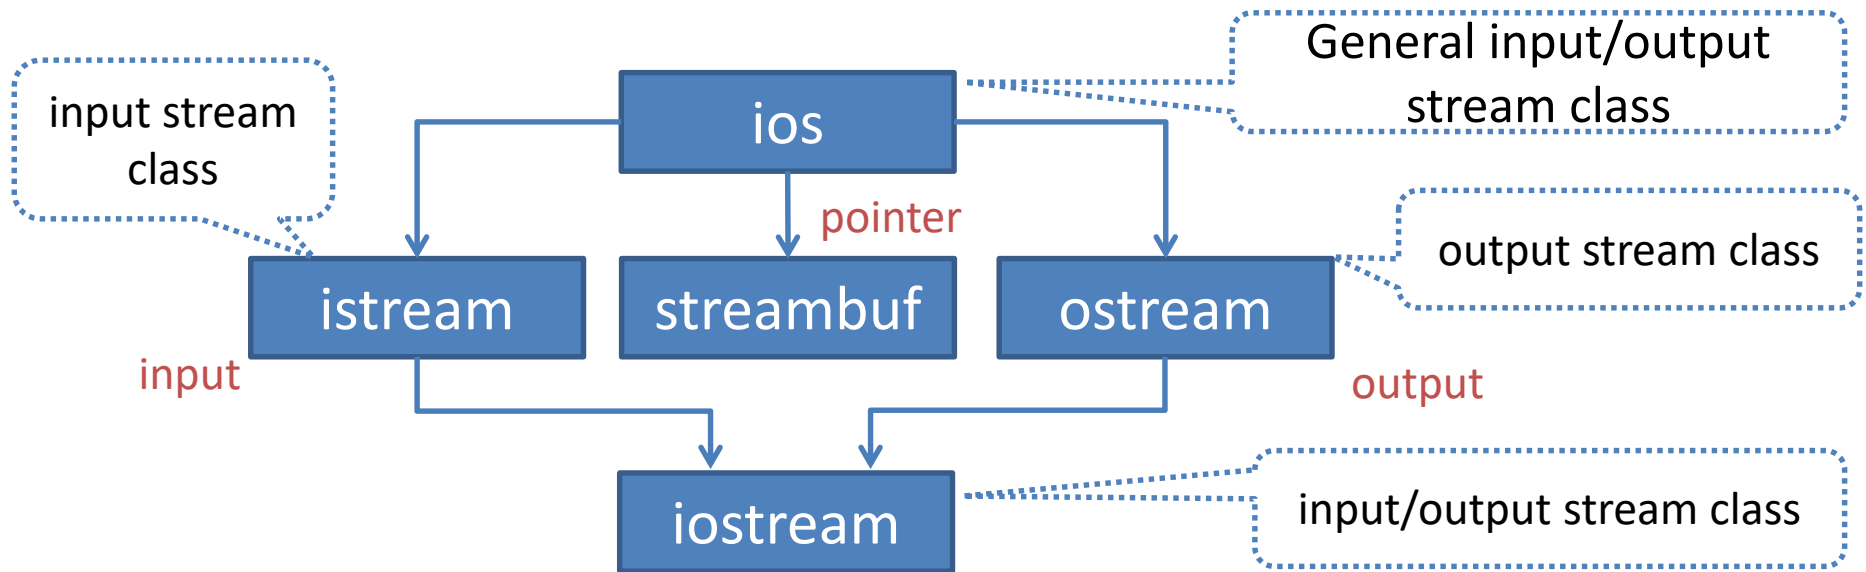 General input/output
stream class
input stream
class
ios
pointer
output stream class
istream
streambuf
ostream
input
output
iostream
input/output stream class